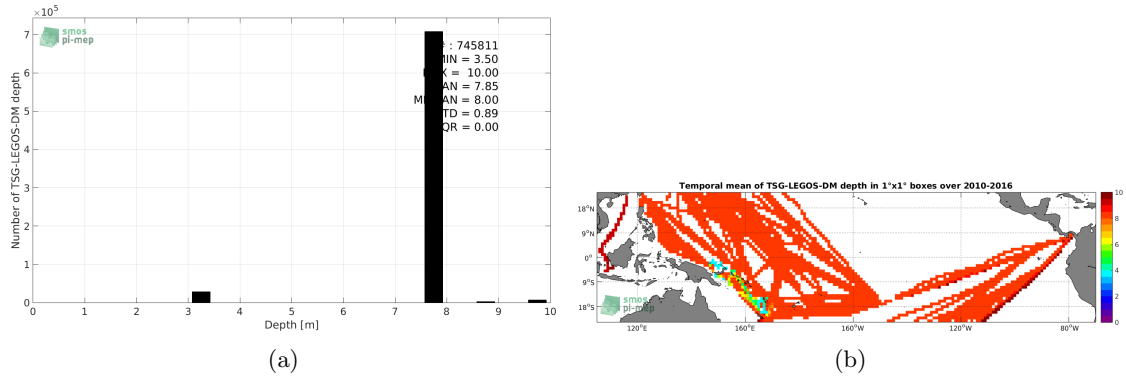 ×10⁵
smos
pi-mep
: 745811
MIN = 3.50
X = 10.00
AN = 7.85
M AN = 8.00
TD = 0.89
QR = 0.00
7
6
5
4
3
2
1
0
Number of TSG-LEGOS-DM depth
0 1 2 3 4 5 6 7 8 9 10
Depth [m]
(a)
Temporal mean of TSG-LEGOS-DM depth in 1°x1° boxes over 2010-2016
18°N
9°N
0°
9°S
18°S
smos
pi-mep
120°E 160°E 160°W 120°W 80°W
10
8
6
4
2
0
(b)